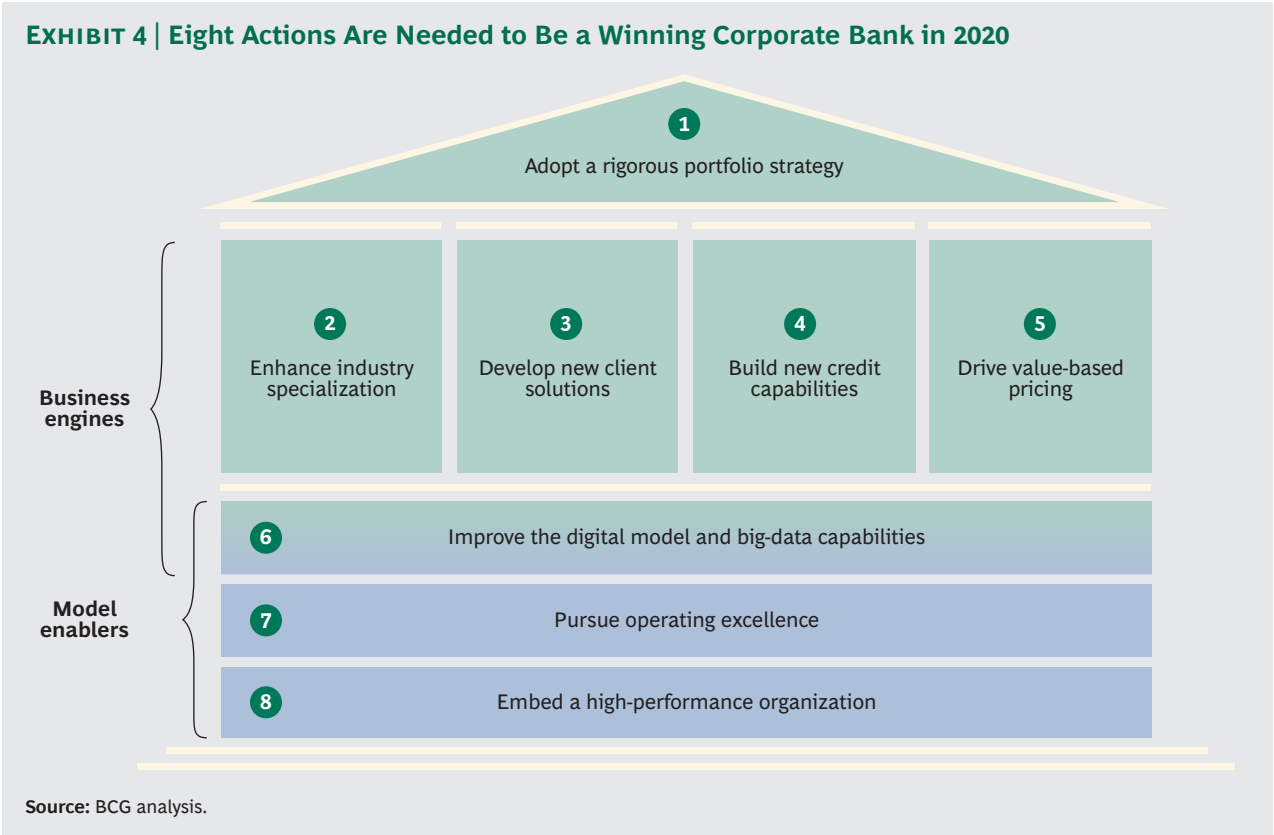 EXHIBIT 4 | Eight Actions Are Needed to Be a Winning Corporate Bank in 2020
1
Adopt a rigorous portfolio strategy
Business
engines
2
Enhance industry
specialization
3
Develop new client
solutions
4
Build new credit
capabilities
5
Drive value-based
pricing
Model
enablers
6
Improve the digital model and big-data capabilities
7
Pursue operating excellence
8
Embed a high-performance organization
Source: BCG analysis.